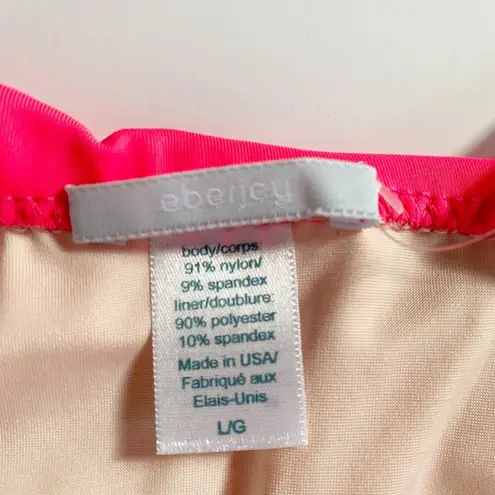 eberjey
body/corps:
91% nylon/
9% spandex
liner/doublure:
90% polyester
10% spandex
Made in USA/
Fabriqué aux
Elais-Unis
L/G